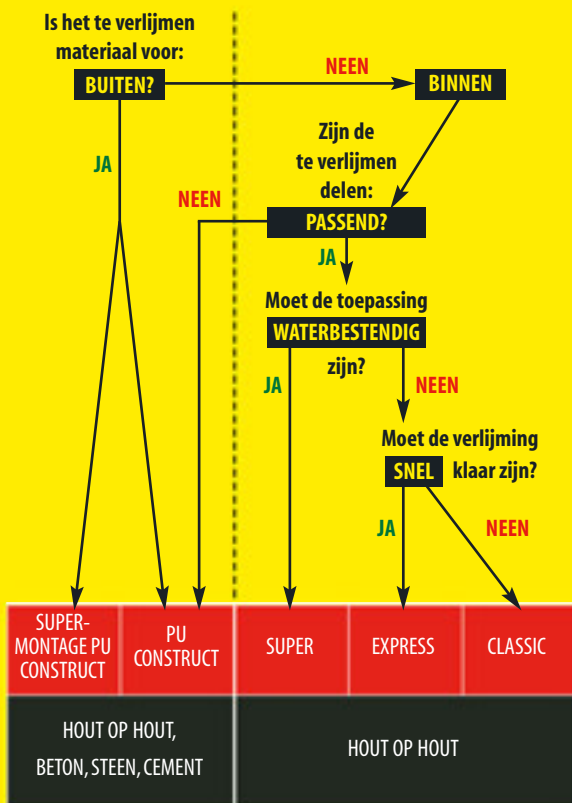 Is het te verlijmen
materiaal voor:
BUITEN?
NEEN
BINNEN
JA
Zijn de
te verlijmen
delen:
NEEN
PASSEND?
JA
Moet de toepassing
WATERBESTENDIG
zijn?
JA
NEEN
Moet de verlijming
SNEL klaar zijn?
JA
NEEN
SUPER-
MONTAGE PU
CONSTRUCT
PU
CONSTRUCT
SUPER
EXPRESS
CLASSIC
HOUT OP HOUT,
BETON, STEEN, CEMENT
HOUT OP HOUT